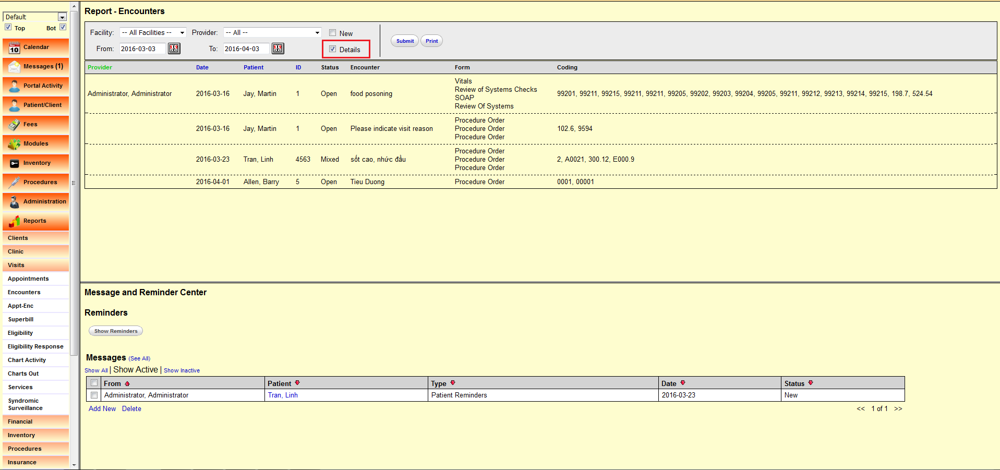 Default
Top Bot
Calendar
Messages (1)
Portal Activity
Patient/Client
Fees
Modules
Inventory
Procedures
Administration
Reports
Clients
Clinic
Visits
Appointments
Encounters
Appt-Enc
Superbill
Eligibility
Eligibility Response
Chart Activity
Charts Out
Services
Syndromic
Surveillance
Financial
Inventory
Procedures
Insurance
Report - Encounters
Facility: -- All Facilities -- Provider: -- All -- New
From: 2016-03-03 To: 2016-04-03 Details
Submit Print
Provider Date Patient ID Status Encounter Form Coding
Administrator, Administrator 2016-03-16 Jay, Martin 1 Open food posoning
Vitals
Review of Systems Checks
SOAP
Review Of Systems
99201, 99211, 99215, 99211, 99211, 99205, 99202, 99203, 99204, 99205, 99211, 99212, 99213, 99214, 99215, 198.7, 524.54
2016-03-16 Jay, Martin 1 Open Please indicate visit reason
Procedure Order
Procedure Order
Procedure Order
102.6, 9594
2016-03-23 Tran, Linh 4563 Mixed sốt cao, nhức đầu
Procedure Order
Procedure Order
Procedure Order
2, A0021, 300.12, E000.9
2016-04-01 Allen, Barry 5 Open Tieu Duong Procedure Order 0001, 00001
Message and Reminder Center
Reminders
Show Reminders
Messages (See All)
Show All | Show Active | Show Inactive
From Patient Type Date Status
Administrator, Administrator Tran, Linh Patient Reminders 2016-03-23 New
Add New Delete << 1 of 1 >>